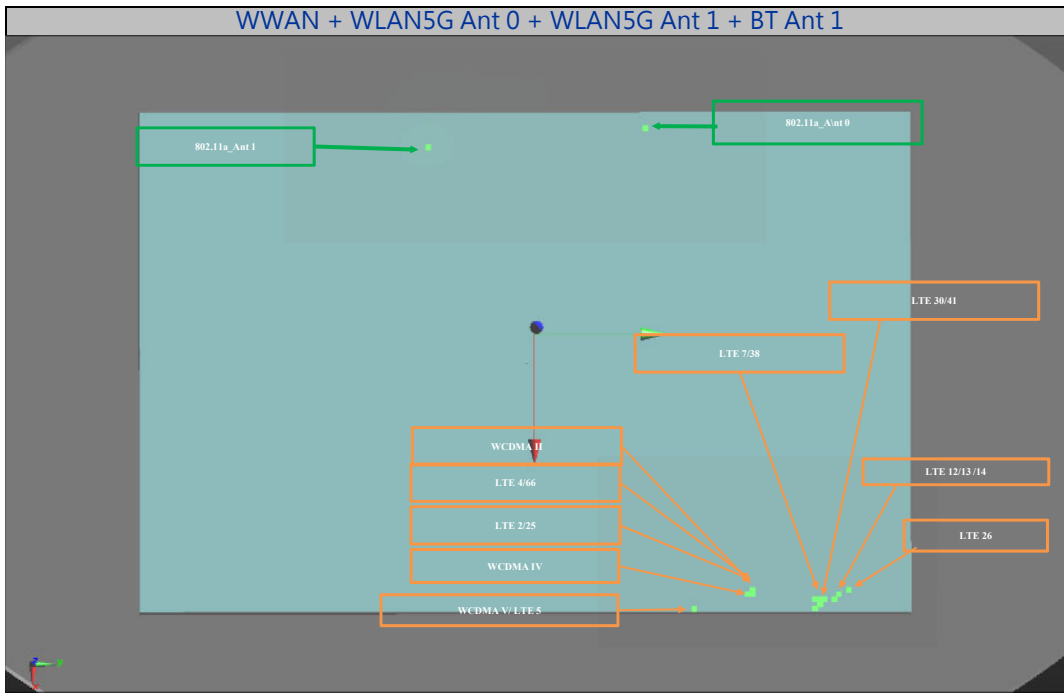 WWAN + WLAN5G Ant 0 + WLAN5G Ant 1 + BT Ant 1
802.11a_A\nt 0
802.11a_Ant 1
LTE 30/41
LTE 7/38
WCDMA II
LTE 12/13 /14
LTE 4/66
LTE 2/25
LTE 26
WCDMA IV
WCDMA V/ LTE 5
z y
x